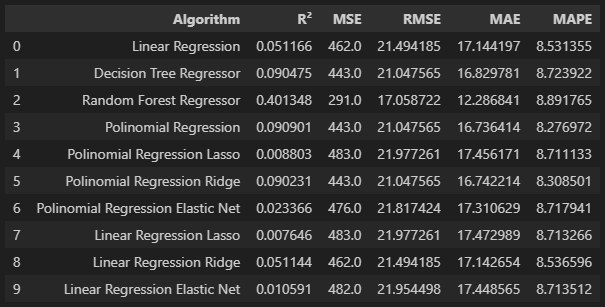 Algorithm R² MSE RMSE MAE MAPE
0 Linear Regression 0.051166 462.0 21.494185 17.144197 8.531355
1 Decision Tree Regressor 0.090475 443.0 21.047565 16.829781 8.723922
2 Random Forest Regressor 0.401348 291.0 17.058722 12.286841 8.891765
3 Polinomial Regression 0.090901 443.0 21.047565 16.736414 8.276972
4 Polinomial Regression Lasso 0.008803 483.0 21.977261 17.456171 8.711133
5 Polinomial Regression Ridge 0.090231 443.0 21.047565 16.742214 8.308501
6 Polinomial Regression Elastic Net 0.023366 476.0 21.817424 17.310629 8.717941
7 Linear Regression Lasso 0.007646 483.0 21.977261 17.472989 8.713266
8 Linear Regression Ridge 0.051144 462.0 21.494185 17.142654 8.536596
9 Linear Regression Elastic Net 0.010591 482.0 21.954498 17.448565 8.713512